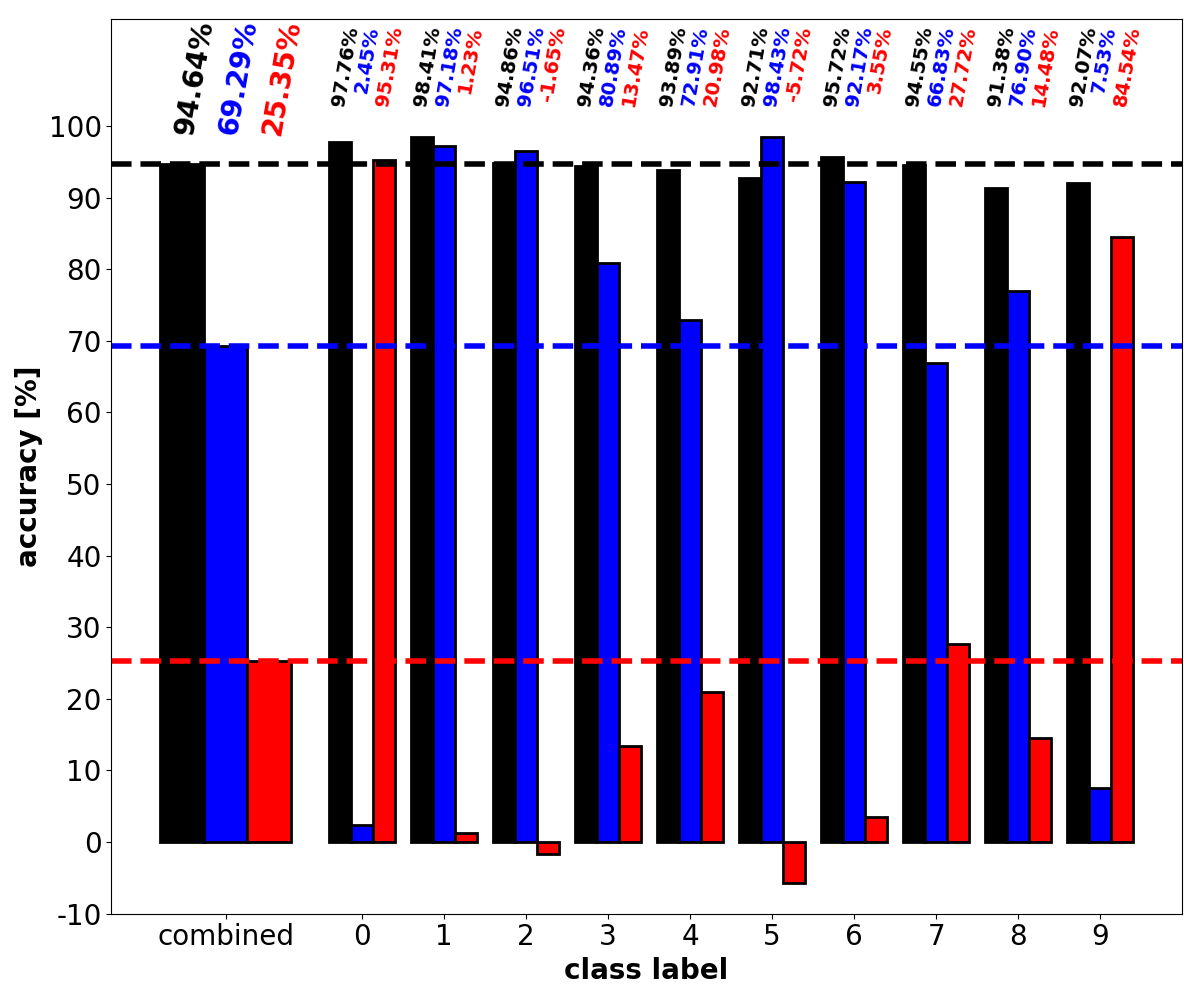 94.64% 69.29% 25.35%
97.76% 2.45% 95.31%
98.41% 97.18% 1.23%
94.86% 96.51% -1.65%
94.36% 80.89% 13.47%
93.89% 72.91% 20.98%
92.71% 98.43% -5.72%
95.72% 92.17% 3.55%
94.55% 66.83% 27.72%
91.38% 76.90% 14.48%
92.07% 7.53% 84.54%
accuracy [%]
100
90
80
70
60
50
40
30
20
10
0
-10
combined 0 1 2 3 4 5 6 7 8 9
class label